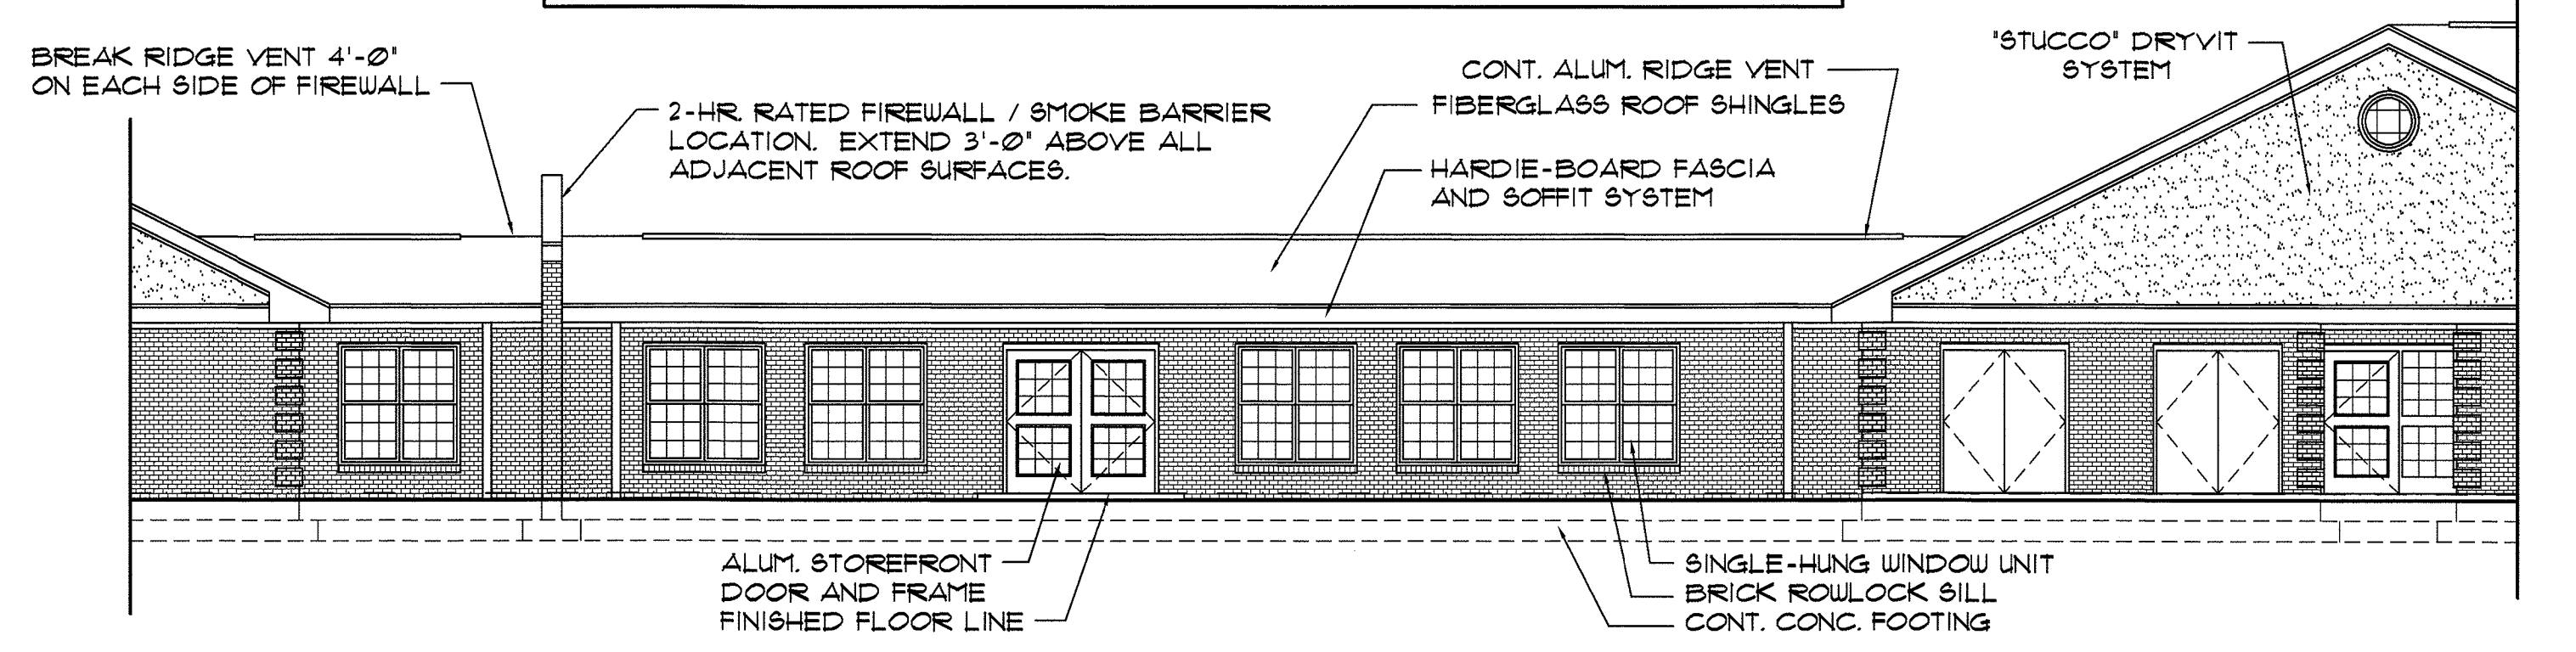 BREAK RIDGE VENT 4'-0"
ON EACH SIDE OF FIREWALL
2-HR. RATED FIREWALL / SMOKE BARRIER
LOCATION. EXTEND 3'-0" ABOVE ALL
ADJACENT ROOF SURFACES.
CONT. ALUM. RIDGE VENT
FIBERGLASS ROOF SHINGLES
HARDIE-BOARD FASCIA
AND SOFFIT SYSTEM
"STUCCO" DRYVIT
SYSTEM
ALUM. STOREFRONT
DOOR AND FRAME
FINISHED FLOOR LINE
SINGLE-HUNG WINDOW UNIT
BRICK ROWLOCK SILL
CONT. CONC. FOOTING